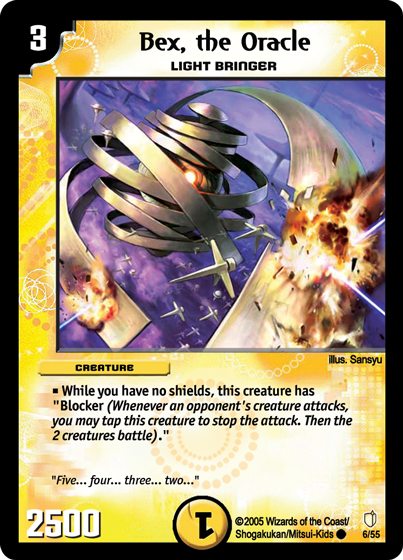 3
Bex, the Oracle
LIGHT BRINGER
illus. Sansyu
CREATURE
▪ While you have no shields, this creature has
"Blocker (Whenever an opponent's creature attacks,
you may tap this creature to stop the attack. Then the
2 creatures battle)."
"Five... four... three... two..."
2500
1
©2005 Wizards of the Coast/
Shogakukan/Mitsui-Kids ● 6/55